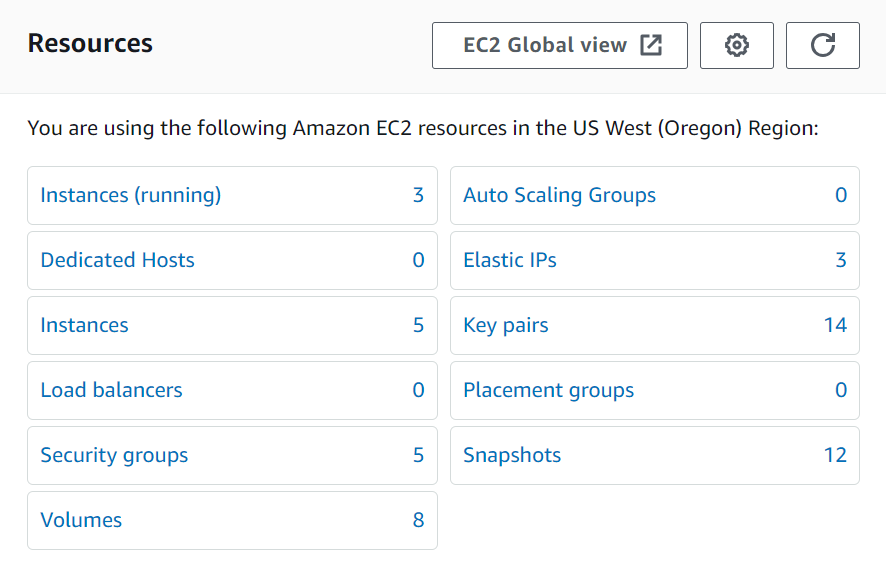 Resources
EC2 Global view
You are using the following Amazon EC2 resources in the US West (Oregon) Region:
Instances (running) 3
Auto Scaling Groups 0
Dedicated Hosts 0
Elastic IPs 3
Instances 5
Key pairs 14
Load balancers 0
Placement groups 0
Security groups 5
Snapshots 12
Volumes 8